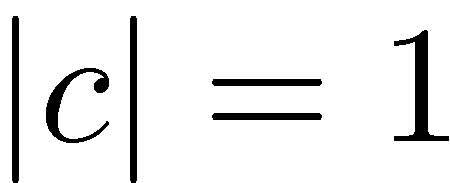 |c| = 1